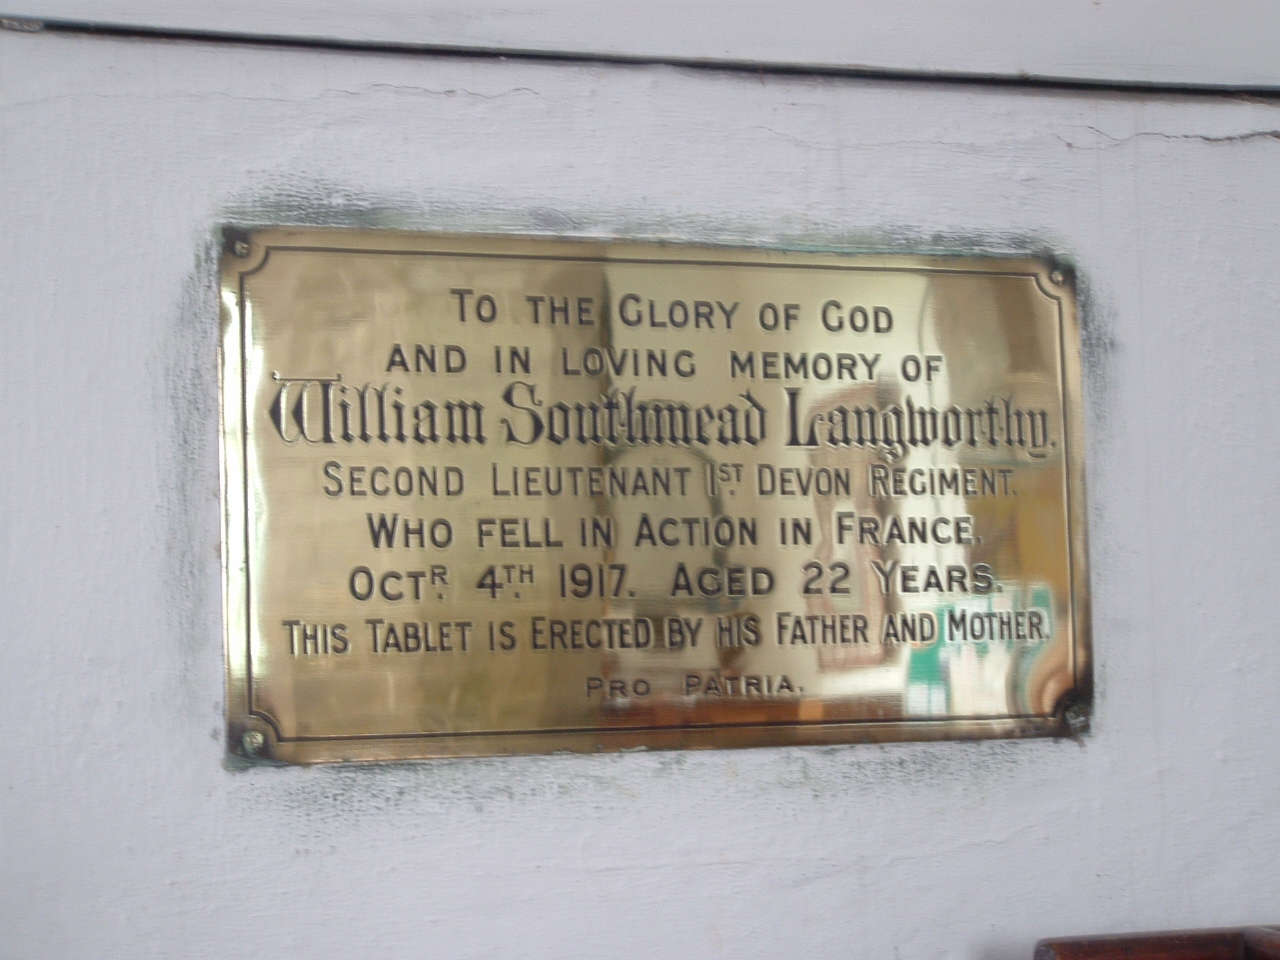 To the Glory of God
and in loving memory of
William Southmead Langworthy.
Second Lieutenant 1st. Devon Regiment.
Who fell in Action in France,
Octr. 4th. 1917. Aged 22 Years.
This Tablet is Erected by his Father and Mother.
Pro Patria.